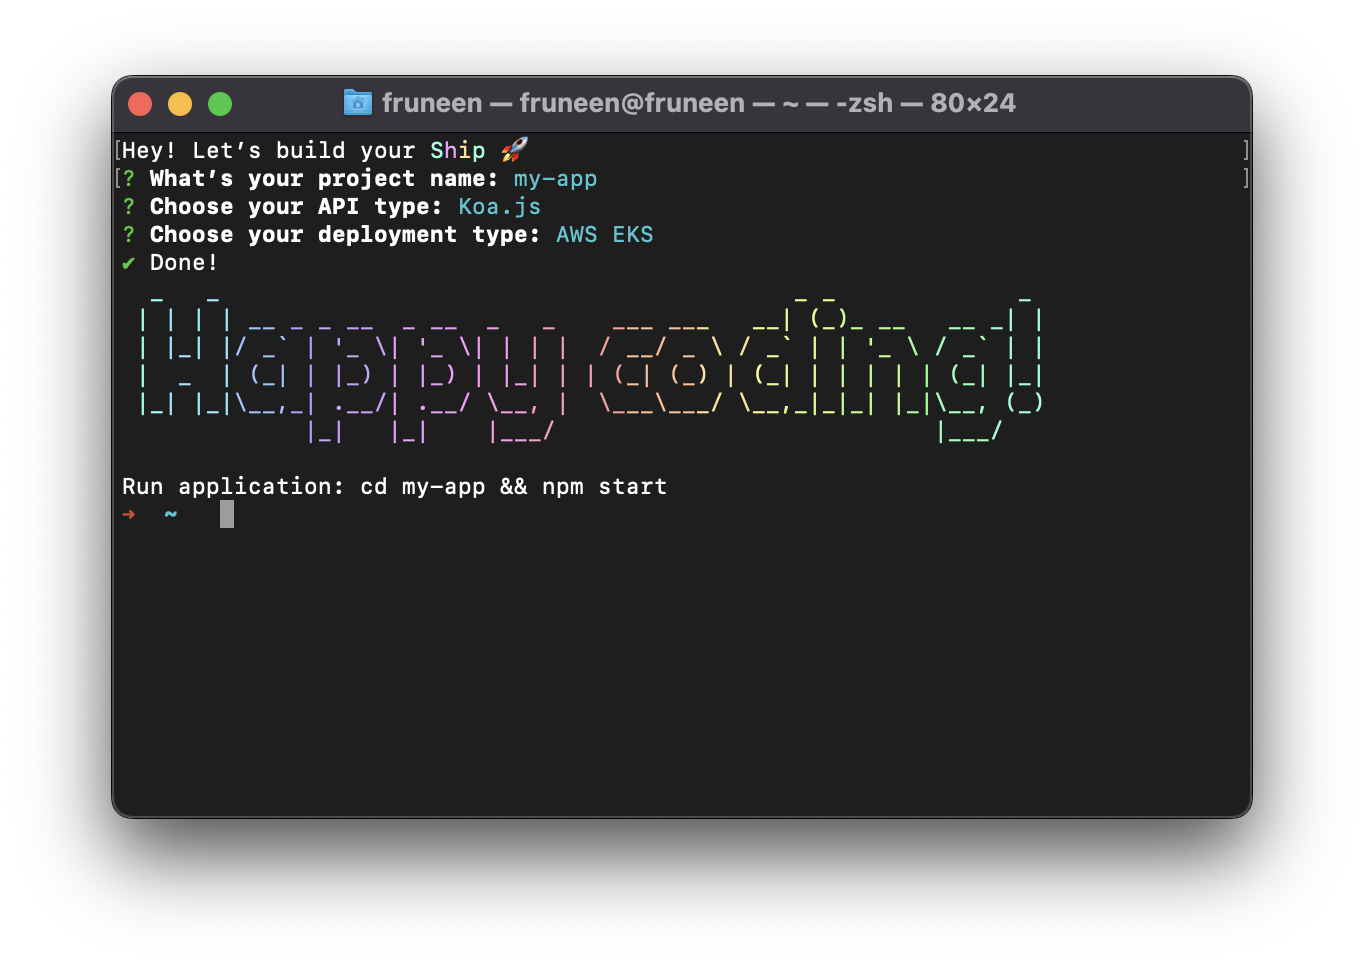 fruneen — fruneen@fruneen — ~ — -zsh — 80×24
[Hey! Let's build your Ship 🚀 ]
[? What's your project name: my-app ]
? Choose your API type: Koa.js
? Choose your deployment type: AWS EKS
✔ Done!
Happy coding!
Run application: cd my-app && npm start
➜ ~